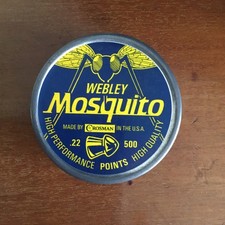 WEBLEY
Mosquito
MADE BY CROSMAN IN THE U.S.A.
.22 500
HIGH PERFORMANCE POINTS HIGH QUALITY